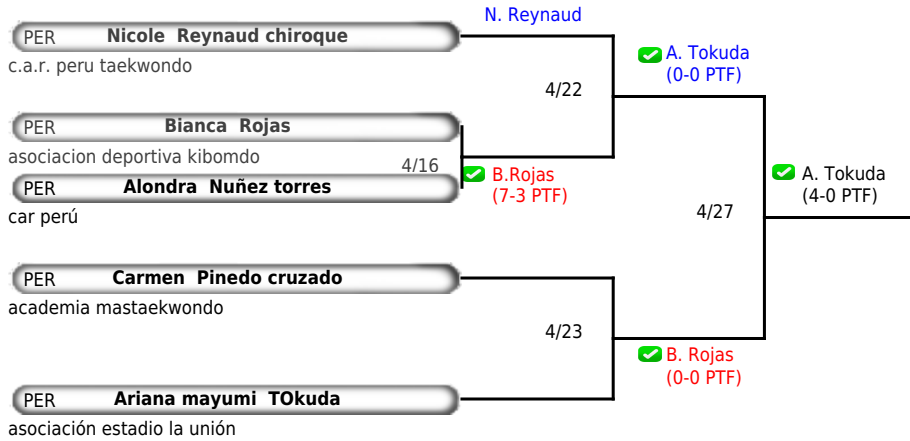 N. Reynaud
PER Nicole Reynaud chiroque
c.a.r. peru taekwondo
A. Tokuda
(0-0 PTF)
4/22
PER Bianca Rojas
asociacion deportiva kibomdo
4/16
B.Rojas
(7-3 PTF)
PER Alondra Nuñez torres
car perú
A. Tokuda
(4-0 PTF)
4/27
PER Carmen Pinedo cruzado
academia mastaekwondo
4/23
B. Rojas
(0-0 PTF)
PER Ariana mayumi TOkuda
asociación estadio la unión